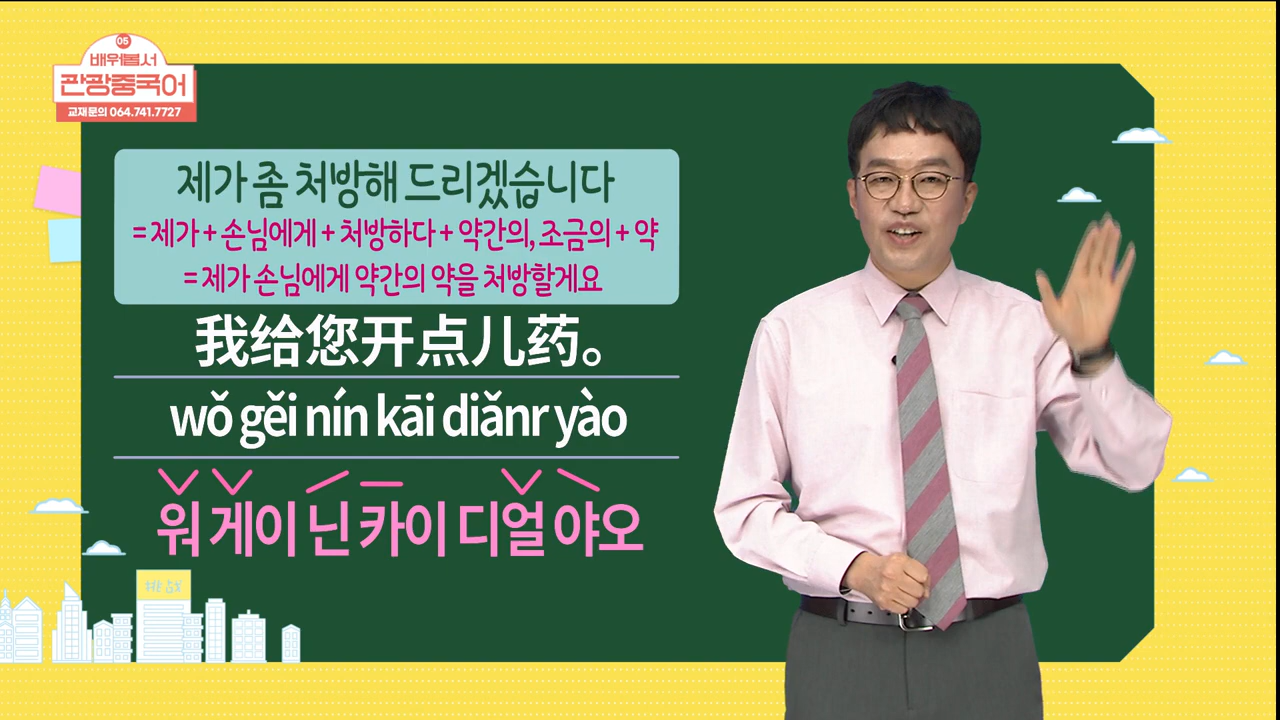 05
배워봅서
관광중국어
교재문의 064.741.7727
제가 좀 처방해 드리겠습니다
= 제가 + 손님에게 + 처방하다 + 약간의, 조금의 + 약
= 제가 손님에게 약간의 약을 처방할게요
我给您开点儿药。
wǒ gěi nín kāi diǎnr yào
워 게이 닌 카이 디얼 야오